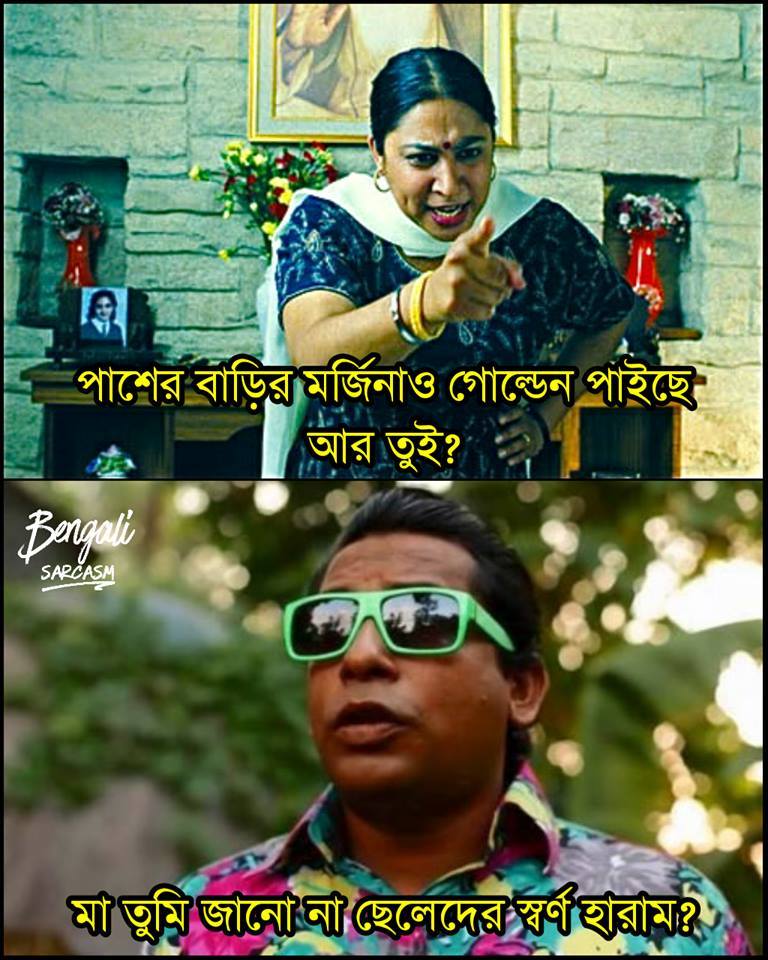 পাশের বাড়ির মর্জিনাও গোল্ডেন পাইছে
আর তুই?
Bengali
SARCASM
মা তুমি জানো না ছেলেদের স্বর্ণ হারাম?